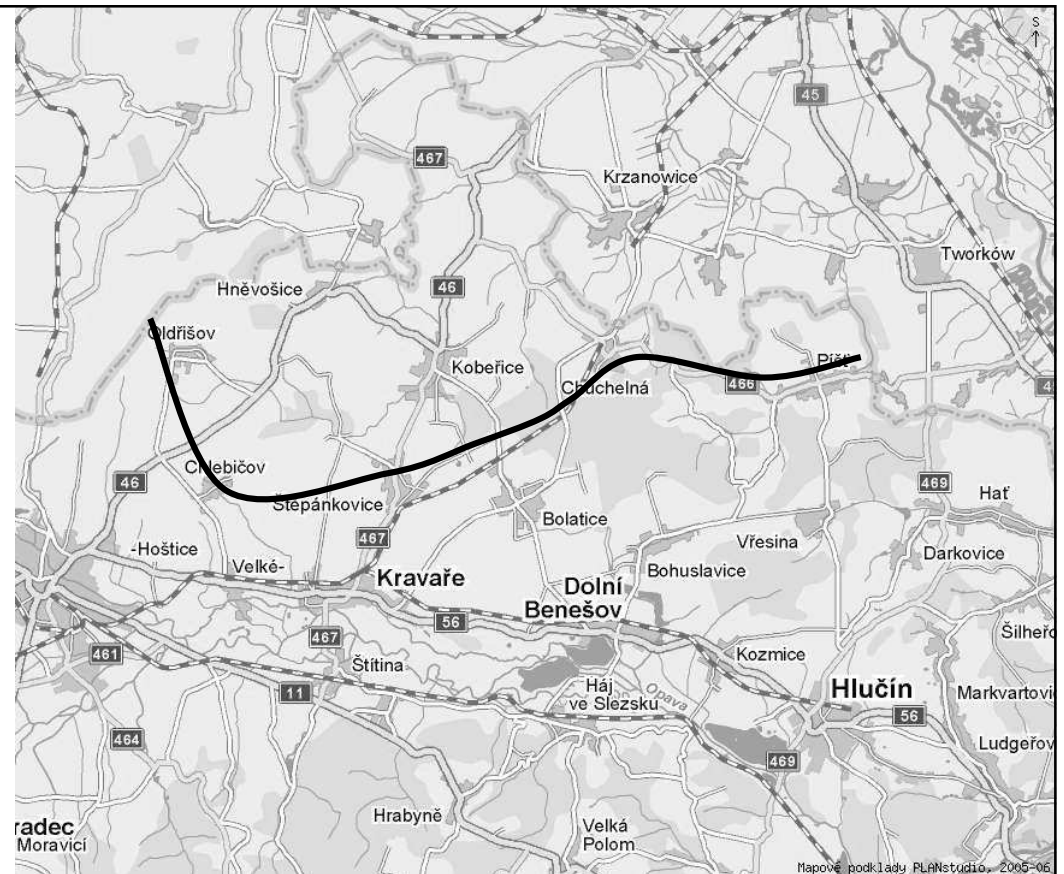 S
45
467
Krzanowice
Tworków
Hněvošice
46
Oldřišov
Kobeřice
Píšť
466
Chuchelná
Chlebičov
46
469
Hať
Štěpánkovice
Bolatice
467
Vřesina
-Hoštice
Velké-
Darkovice
Kravaře
Bohuslavice
Dolní
Benešov
56
467
Kozmice
461
Štítina
Háj
ve Slezsku
Opava
Hlučín
Markvartovi
11
56
464
Ludgeřov
469
Hrabyně
Velká
Polom
radec
Moravicí
Mapové podklady PLANstudio, 2005-06